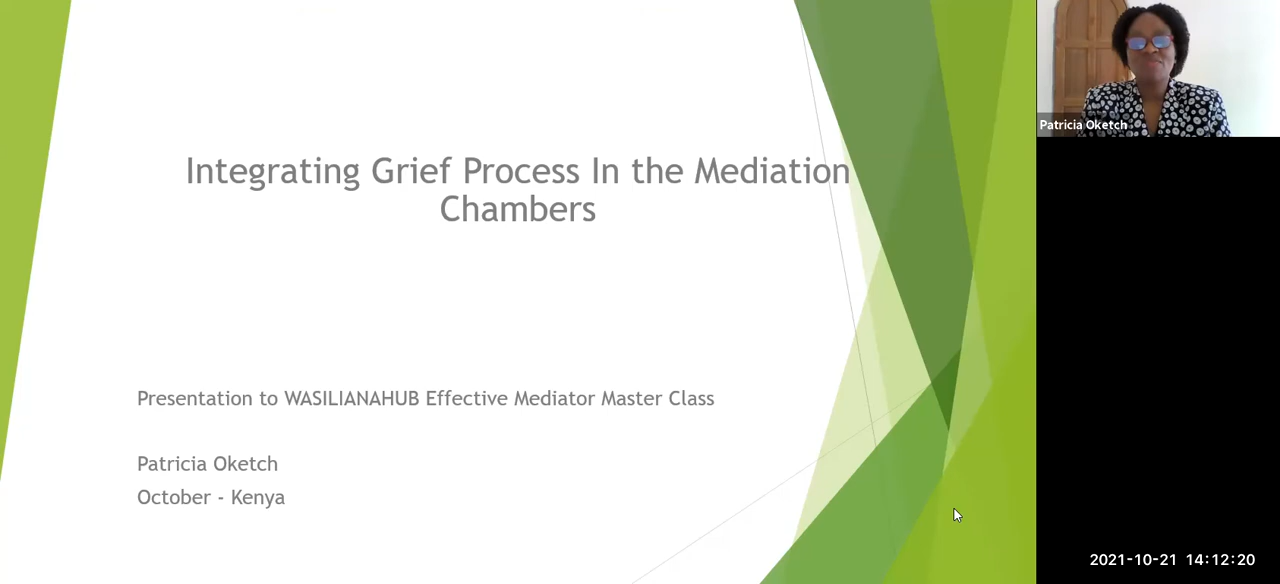 Integrating Grief Process In the Mediation
Chambers
Presentation to WASILIANAHUB Effective Mediator Master Class
Patricia Oketch
October - Kenya
Patricia Oketch
2021-10-21 14:12:20